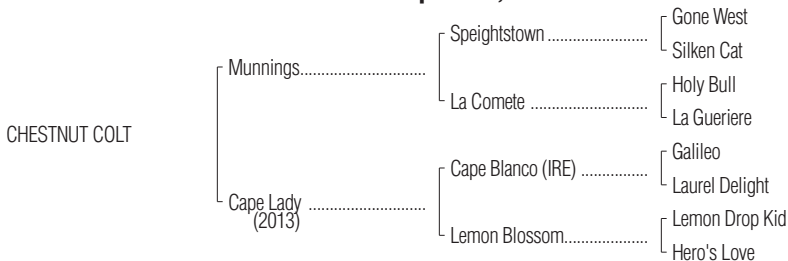 Gone West
Speightstown
Silken Cat
Munnings
Holy Bull
La Comete
La Gueriere
CHESTNUT COLT
Galileo
Cape Blanco (IRE)
Laurel Delight
Cape Lady
(2013)
Lemon Drop Kid
Lemon Blossom
Hero's Love